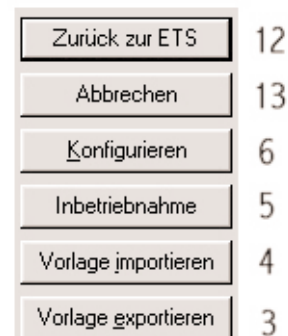 Zurück zur ETS 12
Abbrechen 13
Konfigurieren 6
Inbetriebnahme 5
Vorlage importieren 4
Vorlage exportieren 3